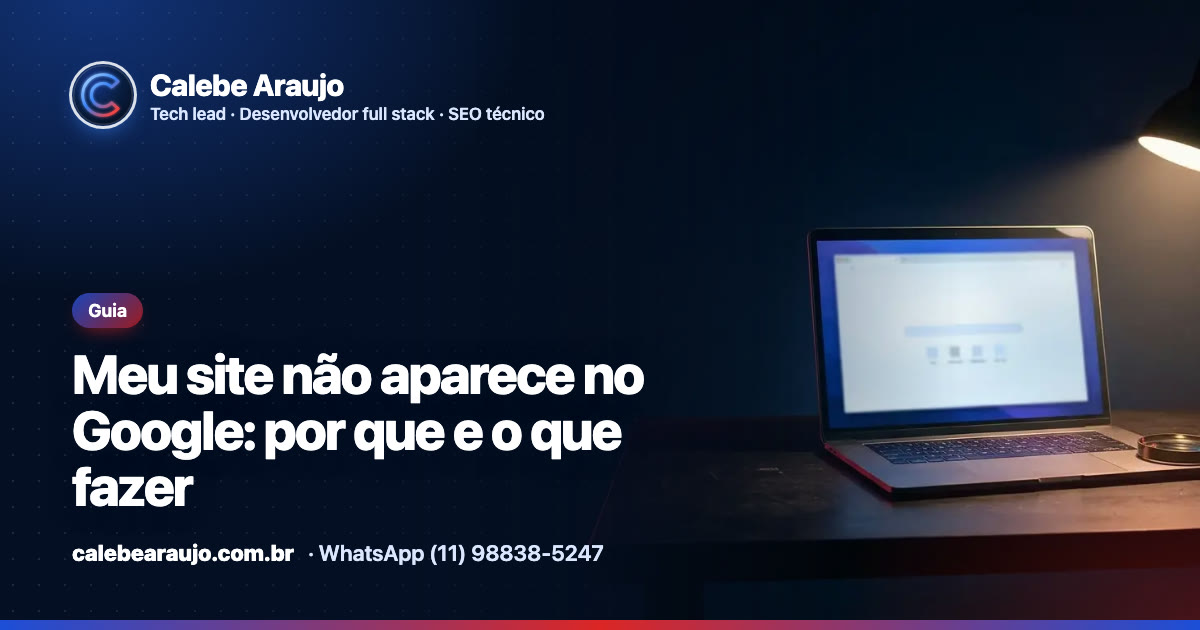 Calebe Araujo
Tech lead · Desenvolvedor full stack · SEO técnico
Guia
Meu site não aparece no
Google: por que e o que
fazer
calebearaujo.com.br · WhatsApp (11) 98838-5247